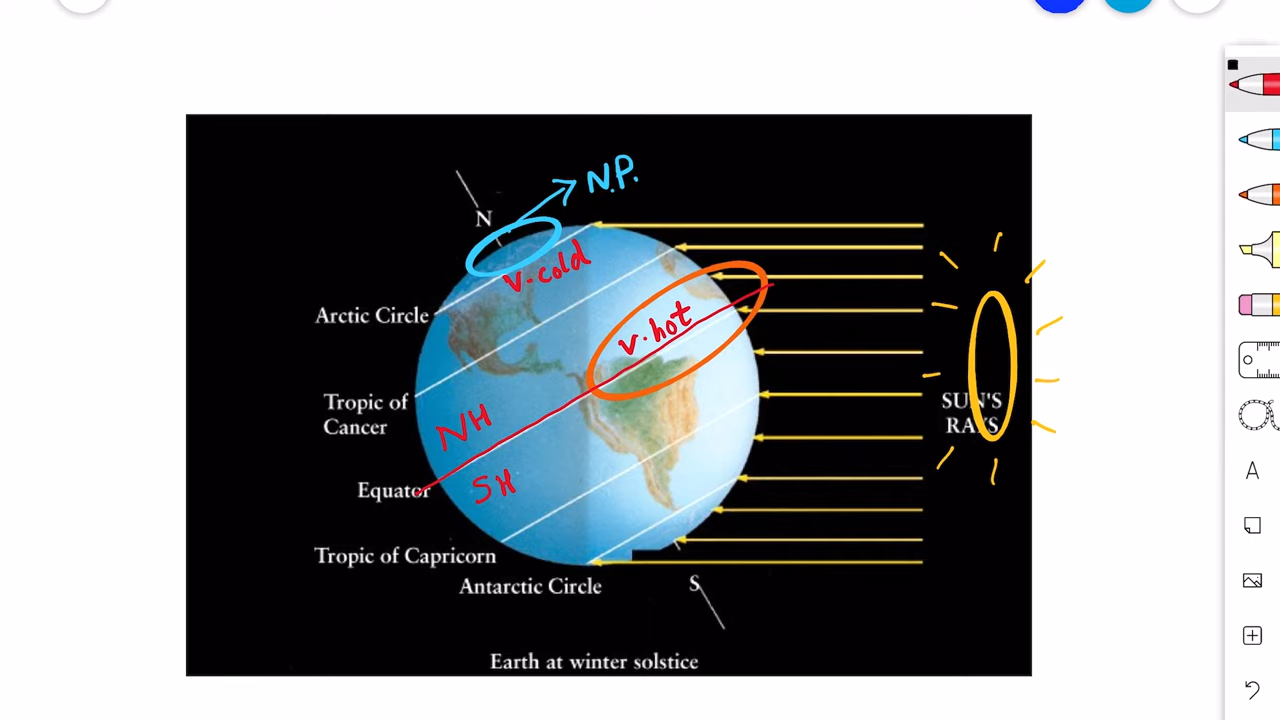 N.P.
N
v.cold
v.hot
Arctic Circle
Tropic of
Cancer
SUN'S
RAYS
NH
Equator
SH
Tropic of Capricorn
Antarctic Circle
S
Earth at winter solstice
A